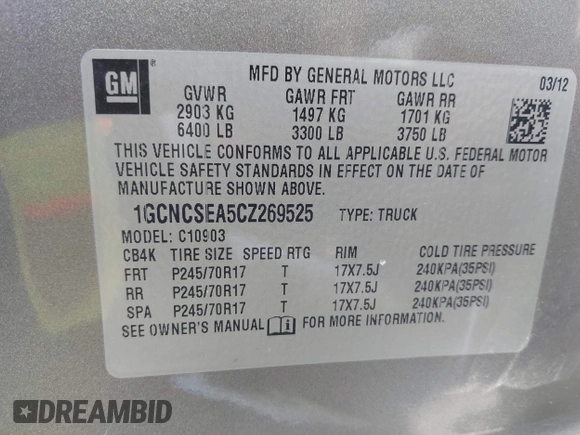 GM
MFD BY GENERAL MOTORS LLC
03/12
GVWR GAWR FRT GAWR RR
2903 KG 1497 KG 1701 KG
6400 LB 3300 LB 3750 LB
THIS VEHICLE CONFORMS TO ALL APPLICABLE U.S. FEDERAL MOTOR
VEHICLE SAFETY STANDARDS IN EFFECT ON THE DATE OF
MANUFACTURE SHOWN ABOVE.
1GCNCSEA5CZ269525 TYPE: TRUCK
MODEL: C10903
CB4K TIRE SIZE SPEED RTG RIM COLD TIRE PRESSURE
FRT P245/70R17 T 17X7.5J 240KPA(35PSI)
RR P245/70R17 T 17X7.5J 240KPA(35PSI)
SPA P245/70R17 T 17X7.5J 240KPA(35PSI)
SEE OWNER'S MANUAL i FOR MORE INFORMATION.
DREAMBID